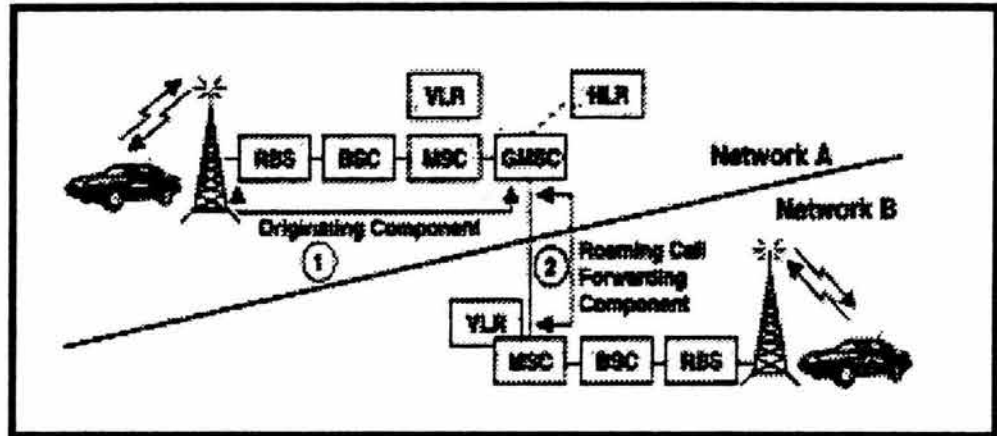 VLR
HLR
RBS
BSC
MSC
GMSC
Network A
Network B
Originating Component
1
2
Roaming Call
Forwarding
Component
VLR
MSC
BSC
RBS